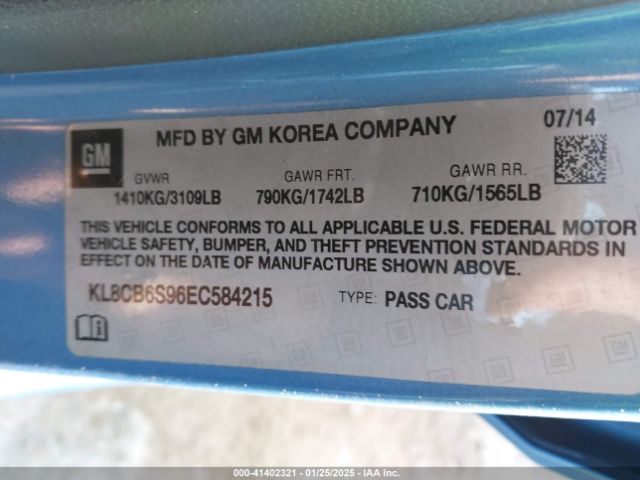 GM
MFD BY GM KOREA COMPANY
07/14
GVWR GAWR FRT. GAWR RR.
1410KG/3109LB 790KG/1742LB 710KG/1565LB
THIS VEHICLE CONFORMS TO ALL APPLICABLE U.S. FEDERAL MOTOR
VEHICLE SAFETY, BUMPER, AND THEFT PREVENTION STANDARDS IN
EFFECT ON THE DATE OF MANUFACTURE SHOWN ABOVE.
KL8CB6S96EC584215 TYPE: PASS CAR
000-41402321 | 01/25/2025 | IAA Inc.